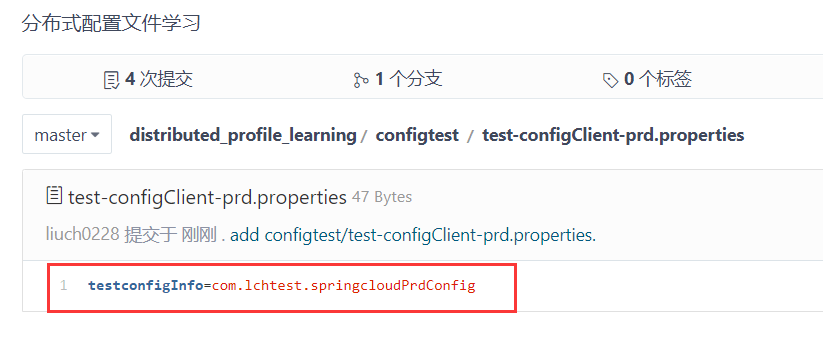 分布式配置文件学习
4 次提交 1 个分支 0 个标签
master distributed_profile_learning / configtest / test-configClient-prd.properties
test-configClient-prd.properties 47 Bytes
liuch0228 提交于 刚刚 . add configtest/test-configClient-prd.properties.
1 testconfigInfo=com.lchtest.springcloudPrdConfig